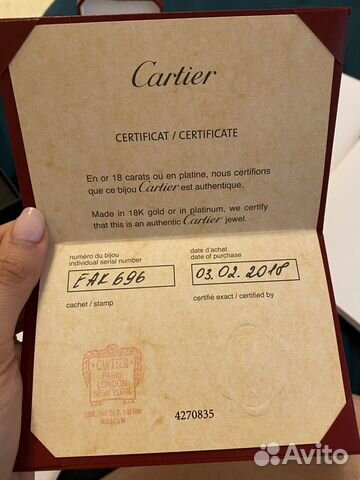 Cartier
CERTIFICAT / CERTIFICATE
En or 18 carats ou en platine, nous certifions
que ce bijou Cartier est authentique.
Made in 18K gold or in platinum, we certify
that this is an authentic Cartier jewel.
numéro du bijou
individual serial number
date d'achat
date of purchase
EAK 696
03.02.2018
cachet / stamp
certifié exact / certified by
CARTIER
PARIS
LONDON
NEW YORK
MOSCOW
4270835
Avito